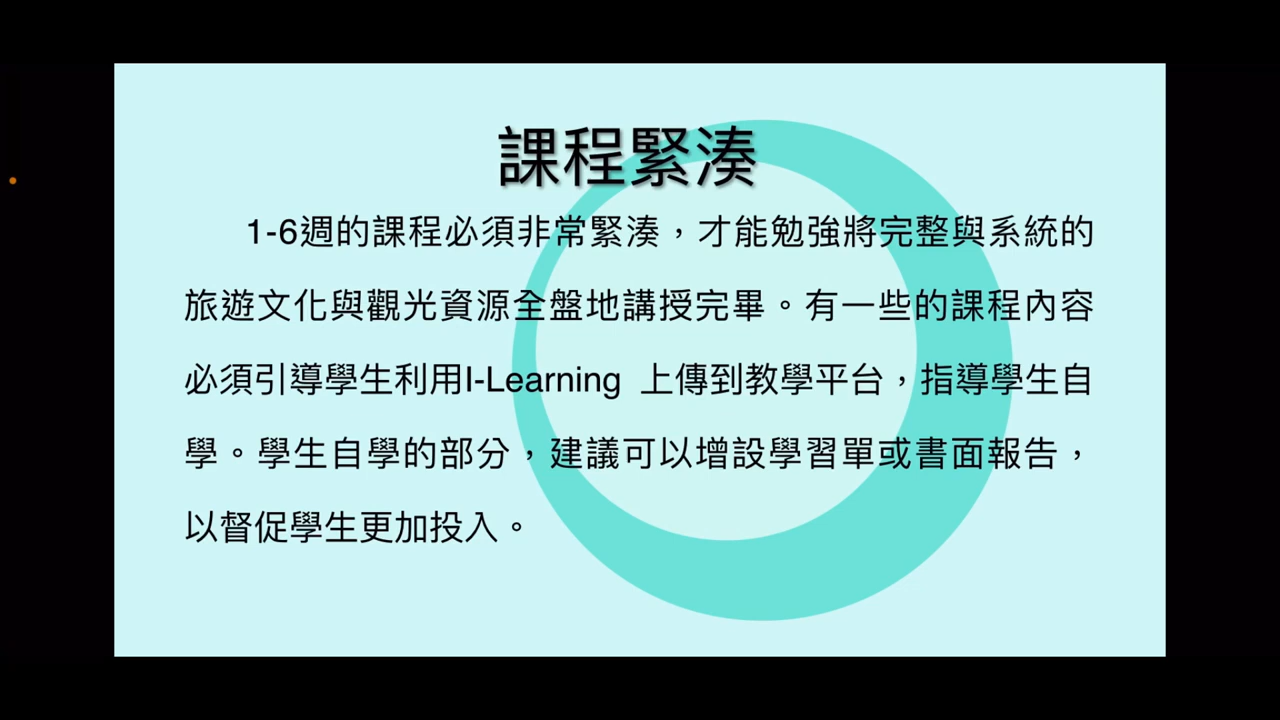 課程緊湊
1-6週的課程必須非常緊湊，才能勉強將完整與系統的
旅遊文化與觀光資源全盤地講授完畢。有一些的課程內容
必須引導學生利用I-Learning 上傳到教學平台，指導學生自
學。學生自學的部分，建議可以增設學習單或書面報告，
以督促學生更加投入。